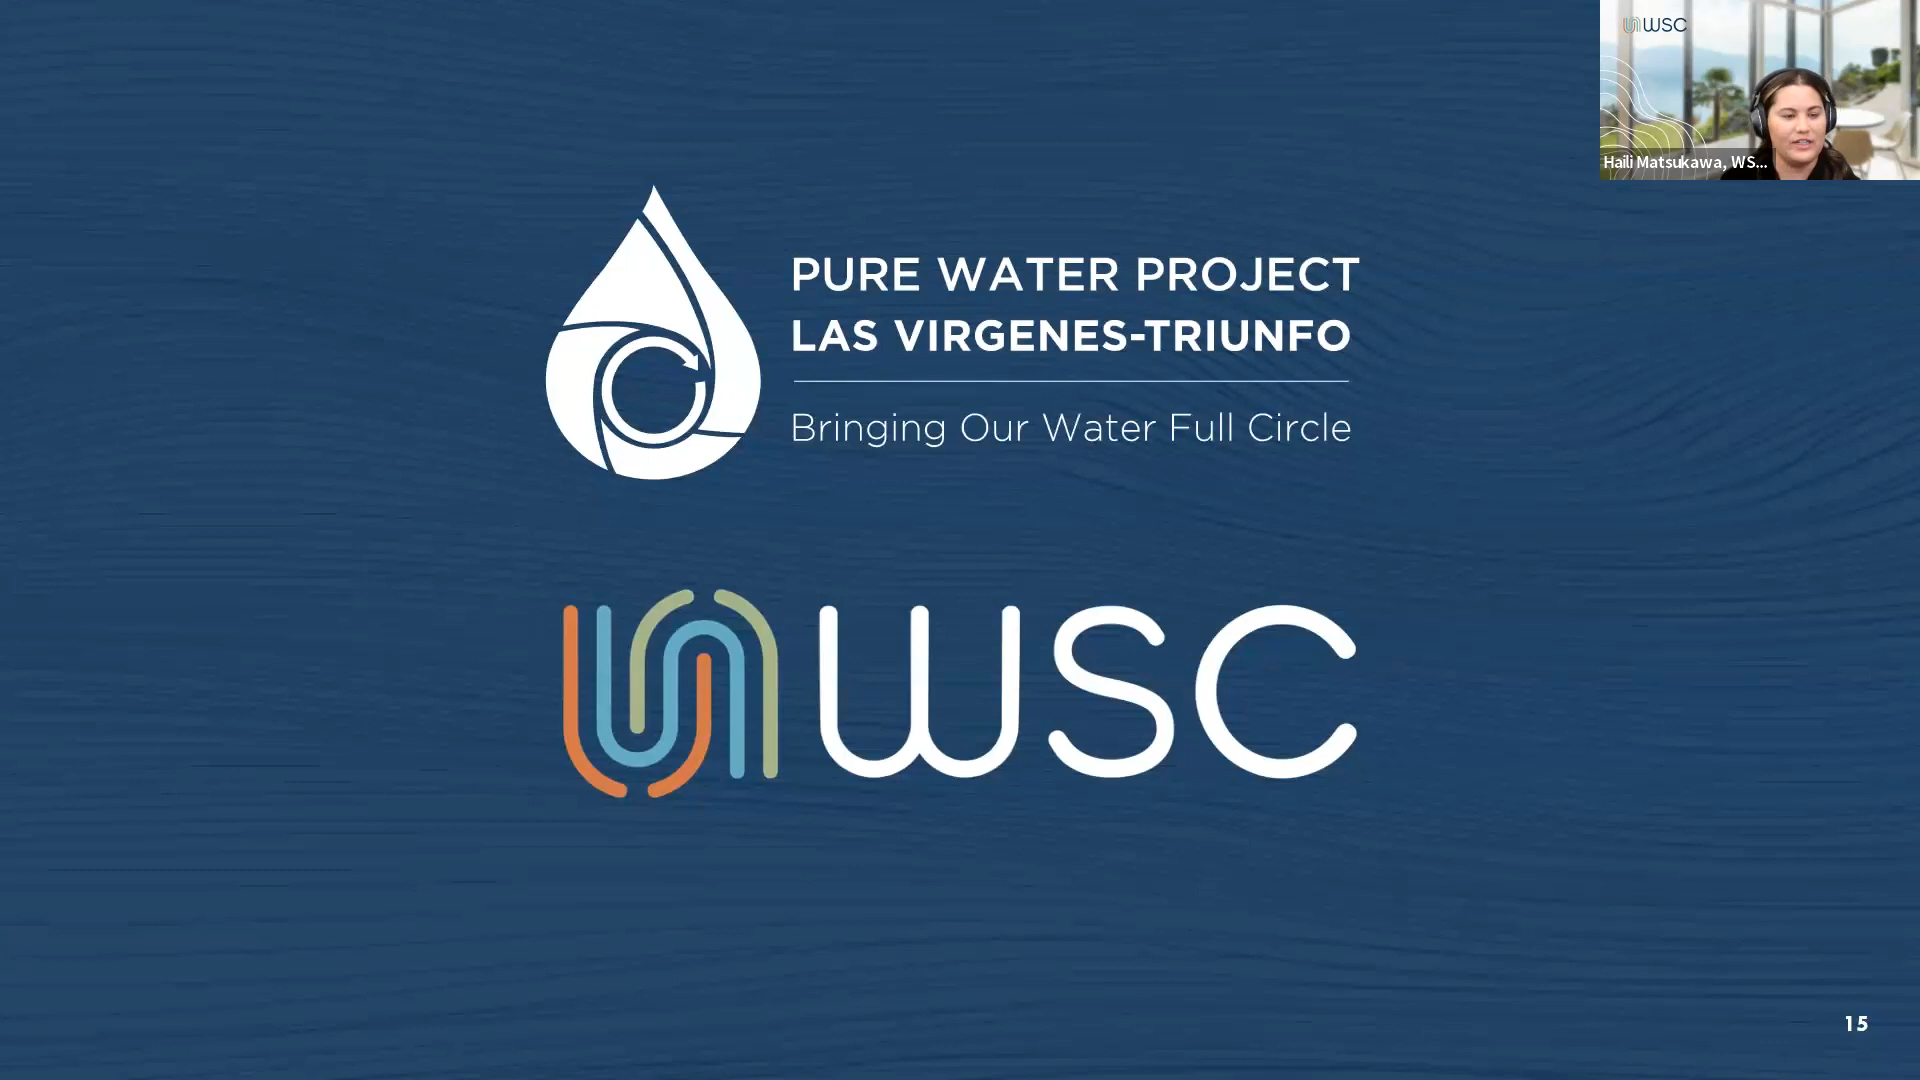 WSC
Haili Matsukawa, WS...
PURE WATER PROJECT
LAS VIRGENES-TRIUNFO
Bringing Our Water Full Circle
WSC
15